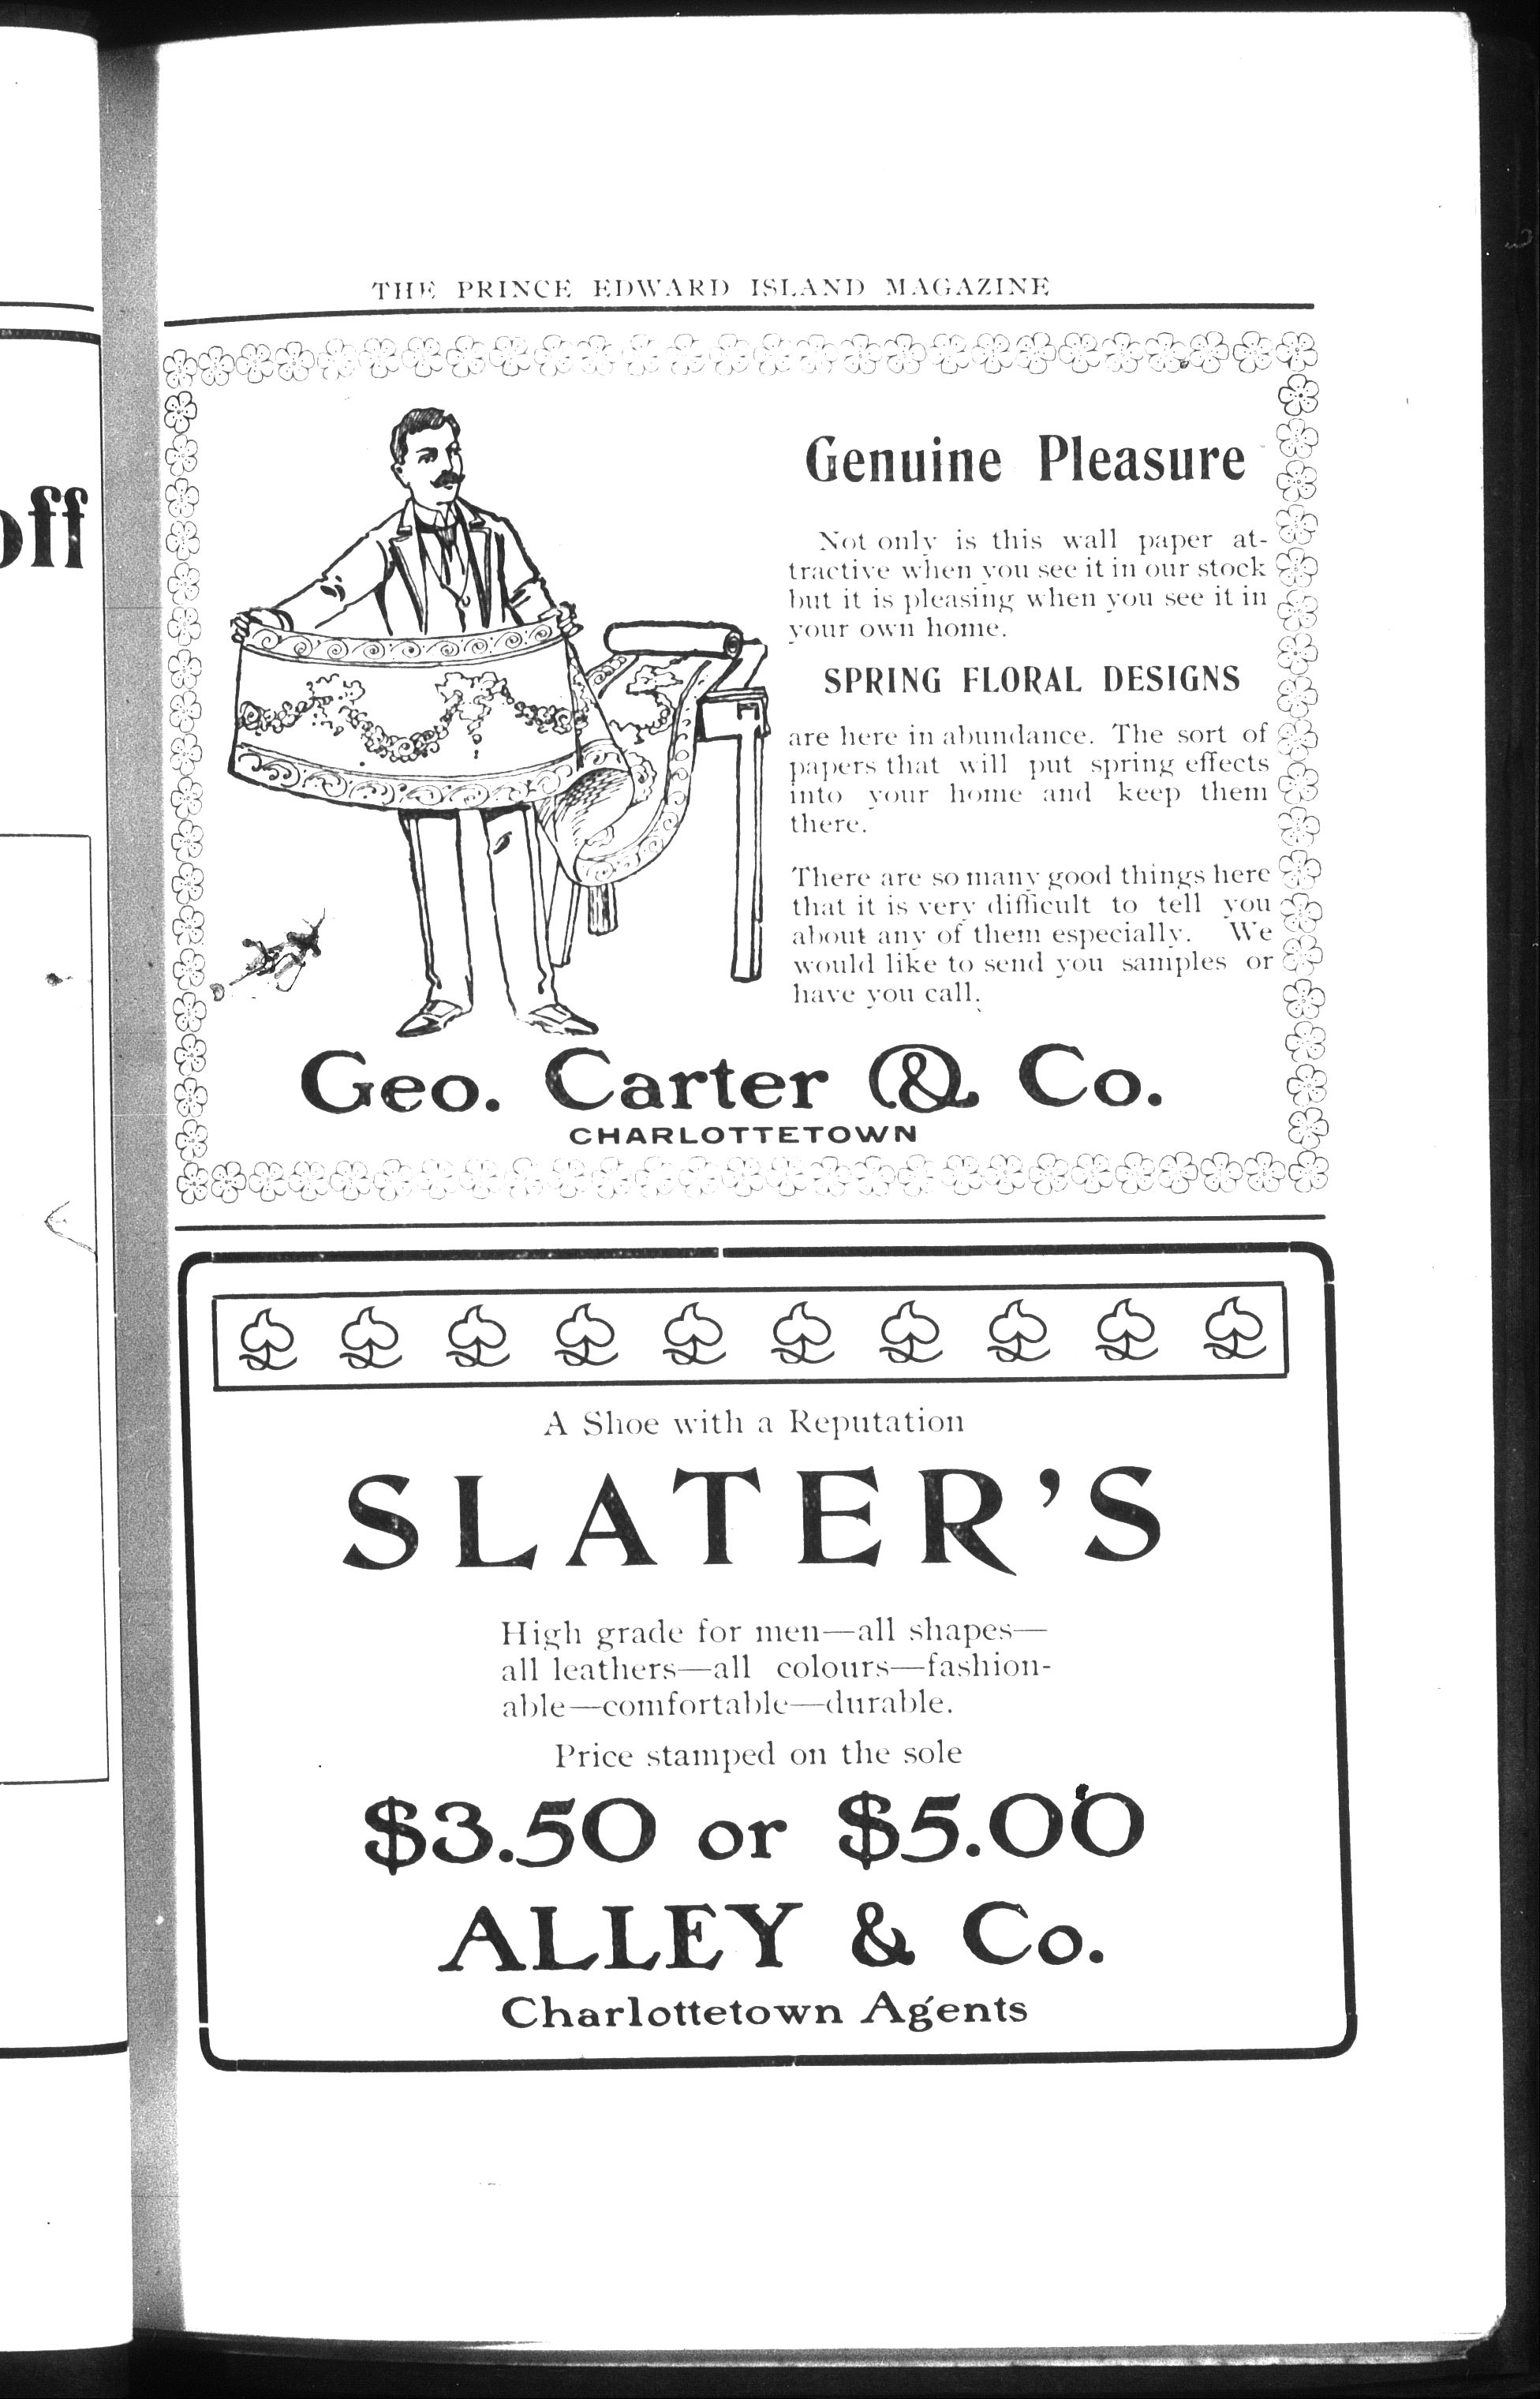 off
THE PRINCE EDWARD ISLAND MAGAZINE
Genuine Pleasure
Not only is this wall paper at-
tractive when you see it in our stock
but it is pleasing when you see it in
your own home.
SPRING FLORAL DESIGNS
are here in abundance. The sort of
papers that will put spring effects
into your home and keep them
there.
There are so many good things here
that it is very difficult to tell you
about any of them especially. We
would like to send you samples or
have you call.
Geo. Carter & Co.
CHARLOTTETOWN
A Shoe with a Reputation
SLATER'S
High grade for men—all shapes—
all leathers—all colours—fashion-
able—comfortable—durable.
Price stamped on the sole
$3.50 or $5.00
ALLEY & Co.
Charlottetown Agents